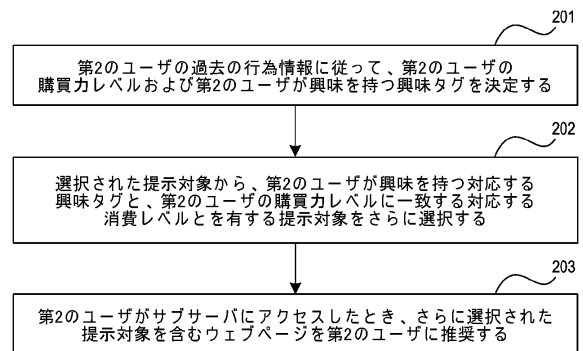 201
第2のユーザの過去の行為情報に従って、第2のユーザの
購買力レベルおよび第2のユーザが興味を持つ興味タグを決定する
202
選択された提示対象から、第2のユーザが興味を持つ対応する
興味タグと、第2のユーザの購買力レベルに一致する対応する
消費レベルとを有する提示対象をさらに選択する
203
第2のユーザがサブサーバにアクセスしたとき、さらに選択された
提示対象を含むウェブページを第2のユーザに推奨する